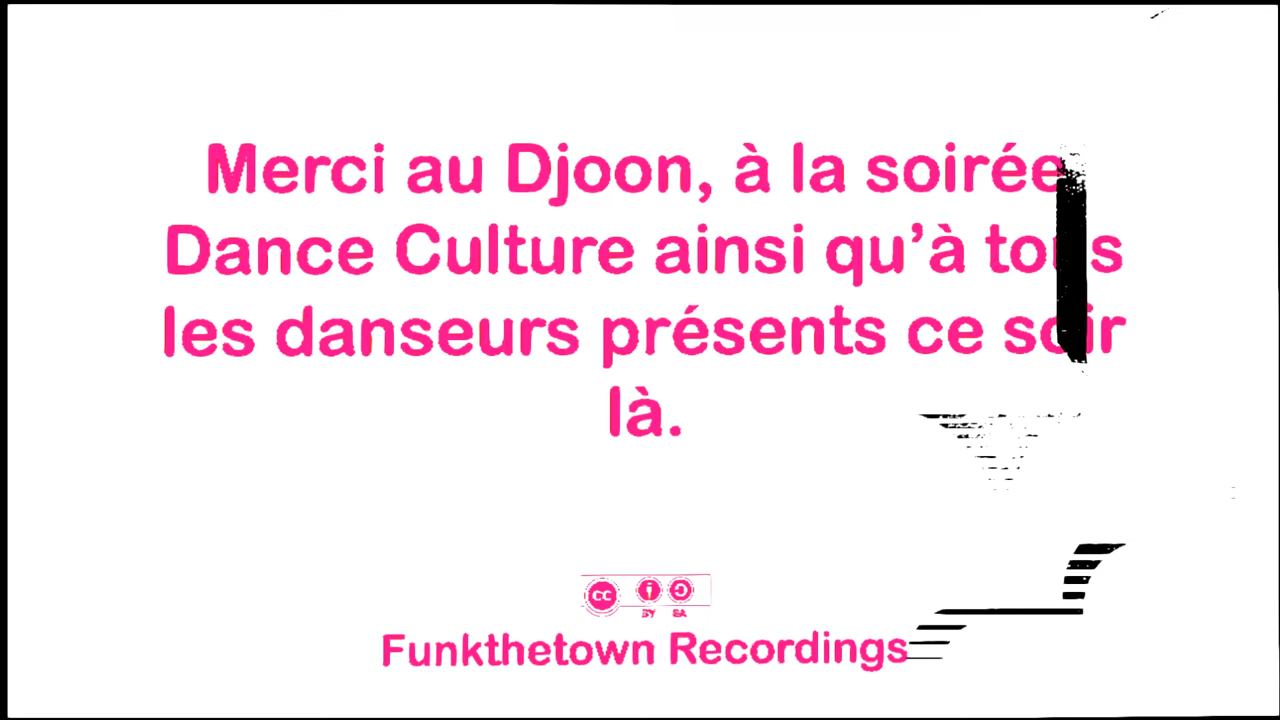 Merci au Djoon, à la soirée
Dance Culture ainsi qu’à tous
les danseurs présents ce soir
là.
cc
BY SA
Funkthetown Recordings